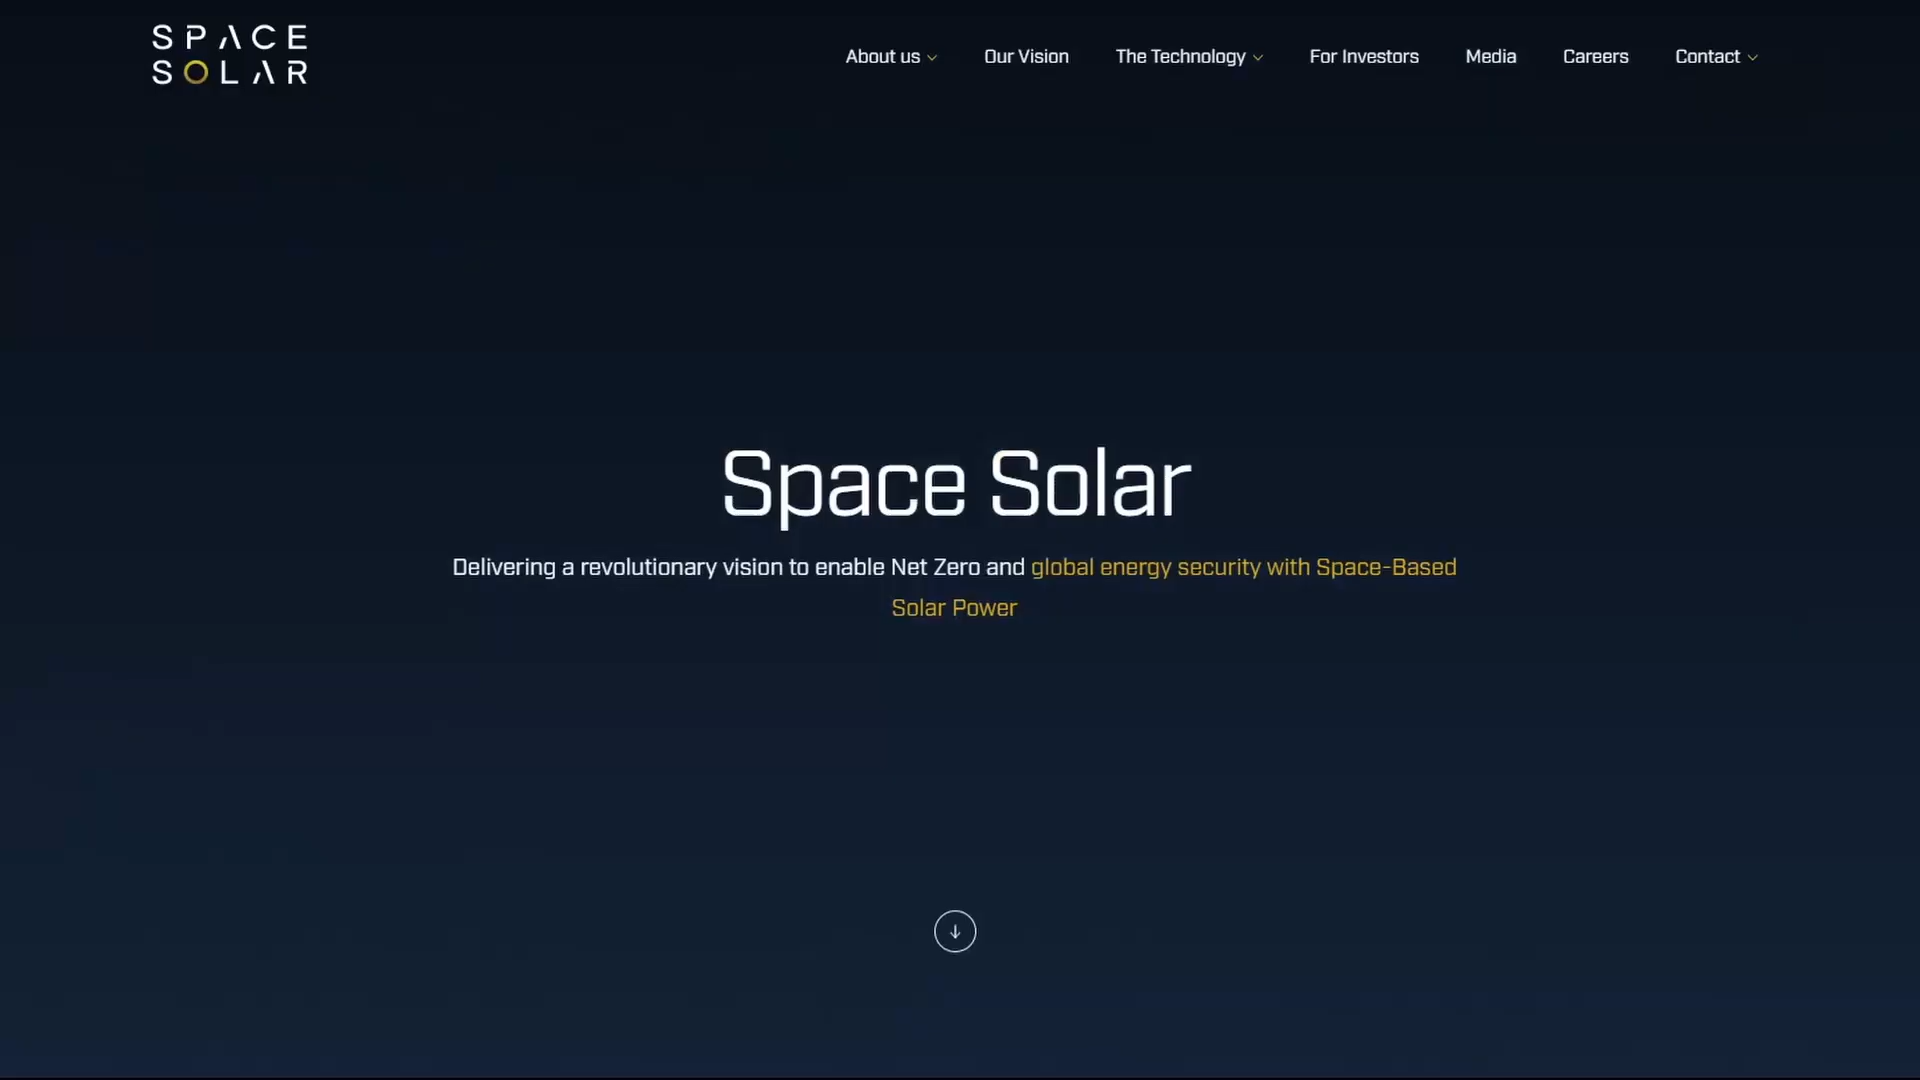 SPACE
SOLAR
About us
Our Vision
The Technology
For Investors
Media
Careers
Contact
Space Solar
Delivering a revolutionary vision to enable Net Zero and global energy security with Space-Based
Solar Power